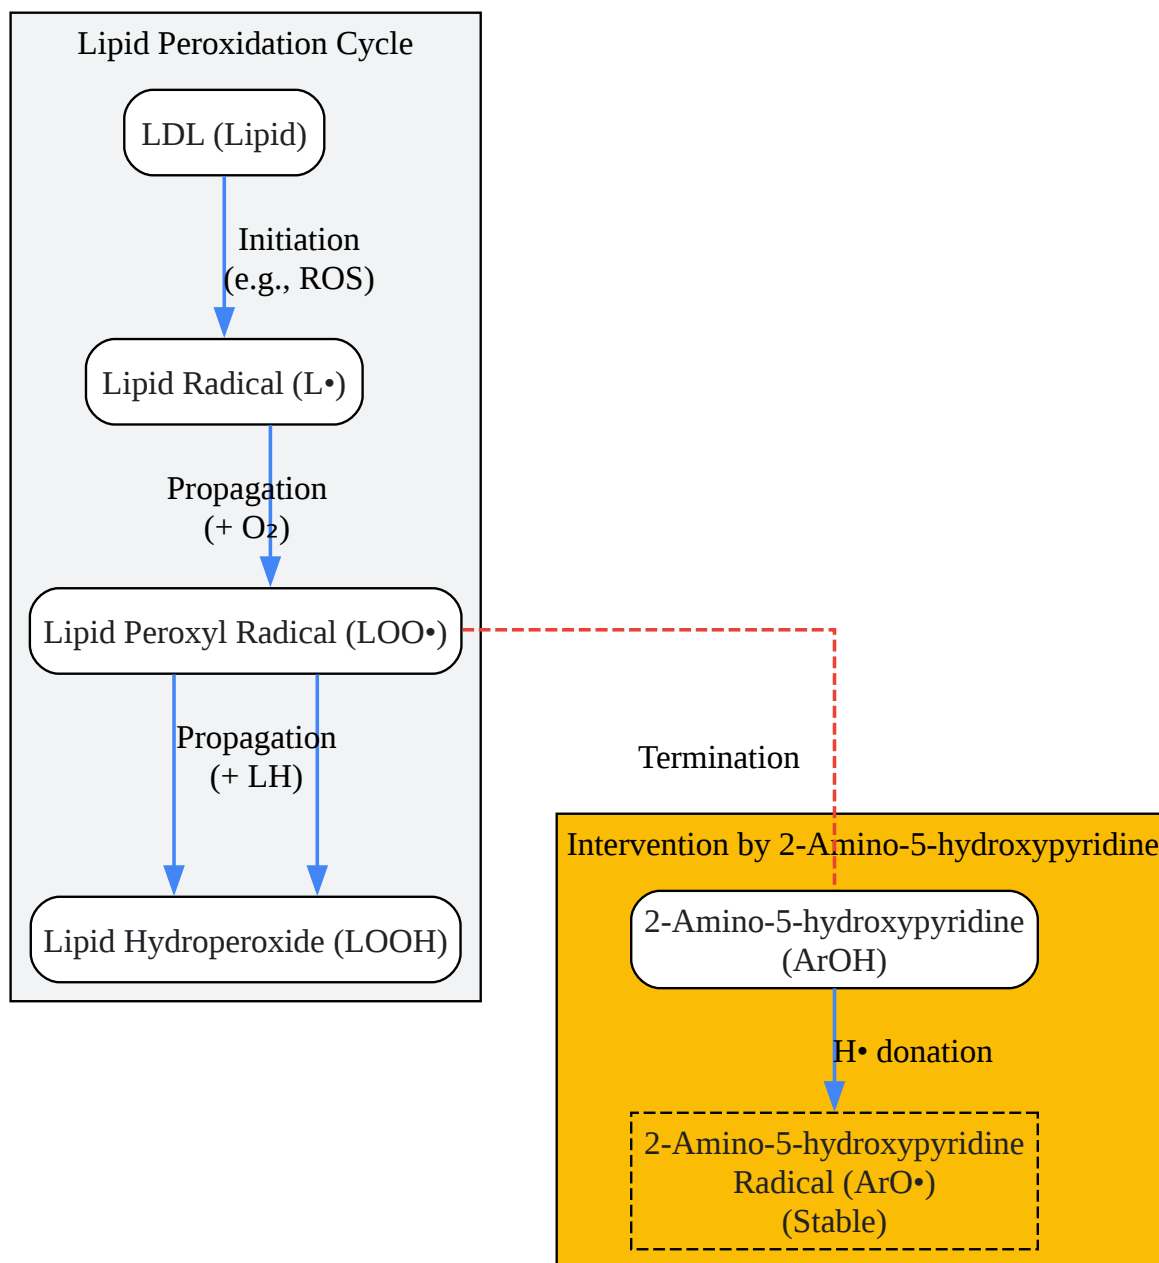 Lipid Peroxidation Cycle
LDL (Lipid)
Initiation
(e.g., ROS)
Lipid Radical (L•)
Propagation
(+ O₂)
Lipid Peroxyl Radical (LOO•)
Propagation
(+ LH)
Lipid Hydroperoxide (LOOH)
Termination
Intervention by 2-Amino-5-hydroxypyridine
2-Amino-5-hydroxypyridine
(ArOH)
H• donation
2-Amino-5-hydroxypyridine
Radical (ArO•)
(Stable)